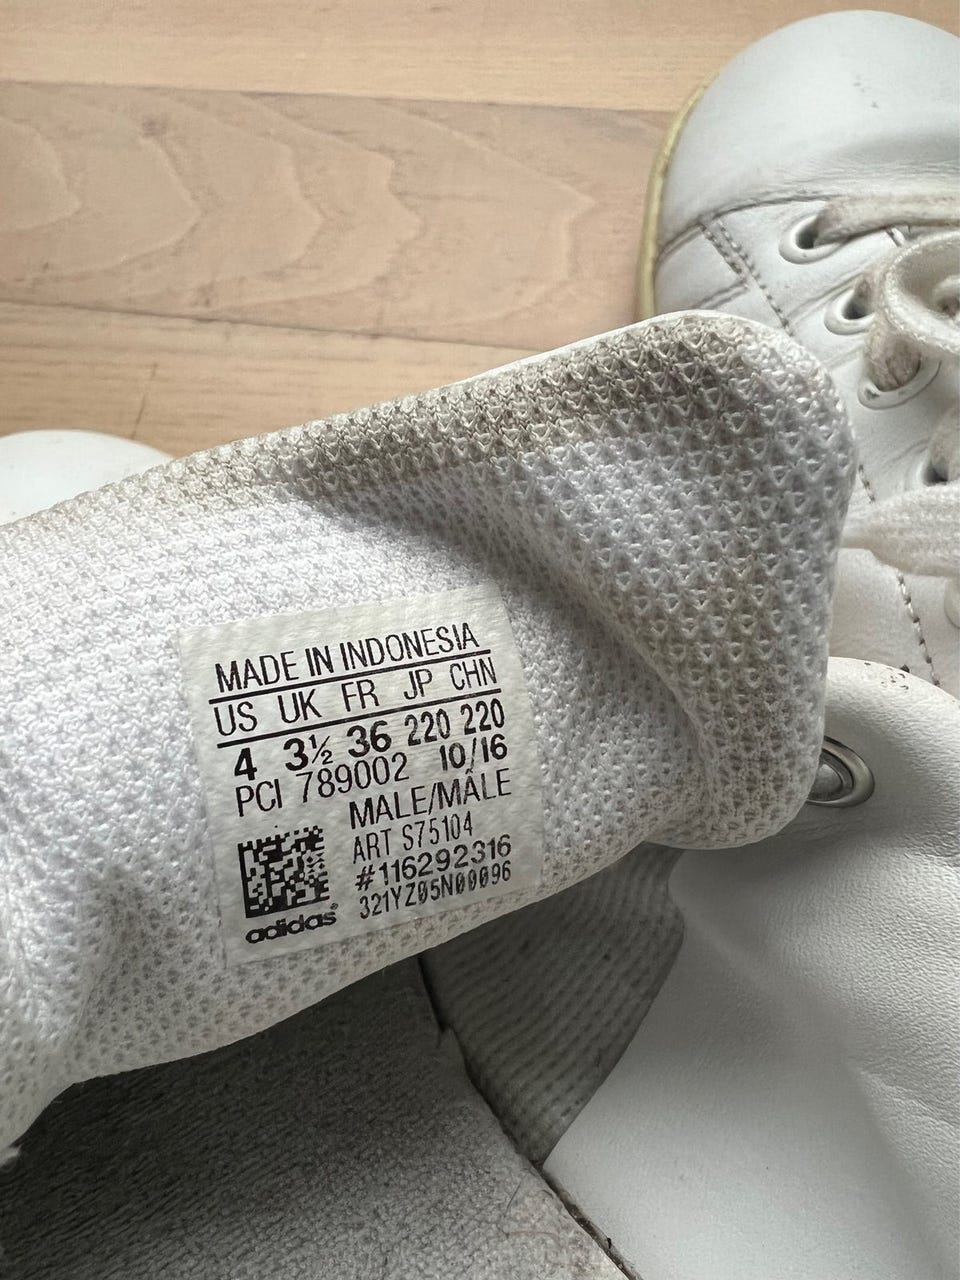 MADE IN INDONESIA
US UK FR JP CHN
4 3½ 36 220 220
PCI 789002 10/16
MALE/MÂLE
ART S75104
#116292316
321YZ05N00096
adidas®